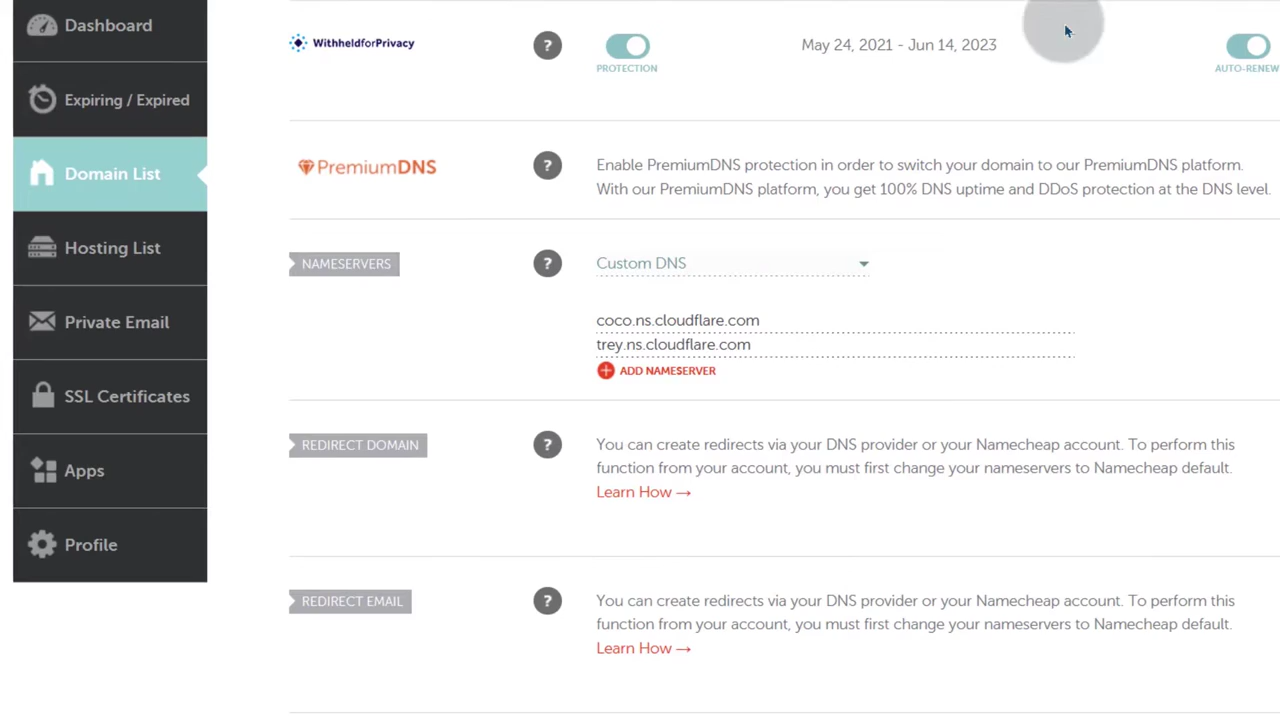 Dashboard
Expiring / Expired
Domain List
Hosting List
Private Email
SSL Certificates
Apps
Profile
WithheldforPrivacy
?
PROTECTION
May 24, 2021 - Jun 14, 2023
AUTO-RENEW
PremiumDNS
?
Enable PremiumDNS protection in order to switch your domain to our PremiumDNS platform.
With our PremiumDNS platform, you get 100% DNS uptime and DDoS protection at the DNS level.
NAMESERVERS
?
Custom DNS
coco.ns.cloudflare.com
trey.ns.cloudflare.com
ADD NAMESERVER
REDIRECT DOMAIN
?
You can create redirects via your DNS provider or your Namecheap account. To perform this
function from your account, you must first change your nameservers to Namecheap default.
Learn How →
REDIRECT EMAIL
?
You can create redirects via your DNS provider or your Namecheap account. To perform this
function from your account, you must first change your nameservers to Namecheap default.
Learn How →